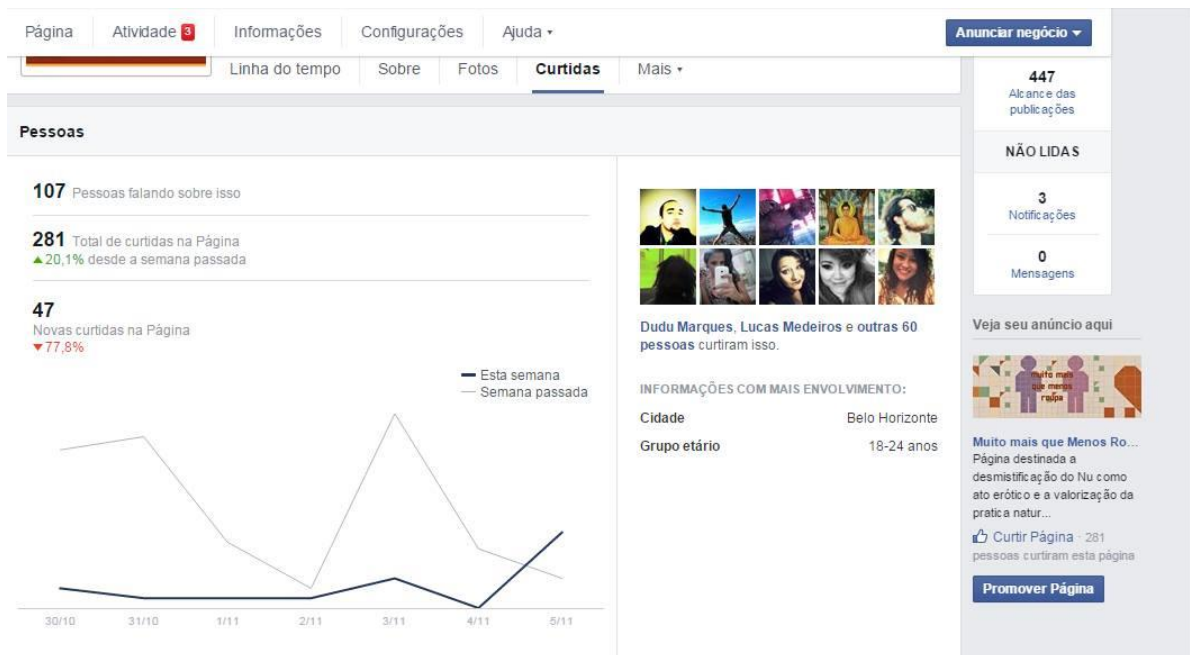 Página Atividade 3 Informações Configurações Ajuda Anunciar negócio
Linha do tempo Sobre Fotos Curtidas Mais
Pessoas
107 Pessoas falando sobre isso
281 Total de curtidas na Página
20,1% desde a semana passada
47
Novas curtidas na Página
77,8%
Esta semana
Semana passada
30/10 31/10 1/11 2/11 3/11 4/11 5/11
Dudu Marques, Lucas Medeiros e outras 60
pessoas curtiram isso.
INFORMAÇÕES COM MAIS ENVOLVIMENTO:
Cidade Belo Horizonte
Grupo etário 18-24 anos
447
Alcance das
publicações
NÃO LIDAS
3
Notificações
0
Mensagens
Veja seu anúncio aqui
muito mais
que menos
roupa
Muito mais que Menos Ro...
Página destinada a
desmistificação do Nu como
ato erótico e a valorização da
pratica natur...
Curtir Página · 281
pessoas curtiram esta página
Promover Página